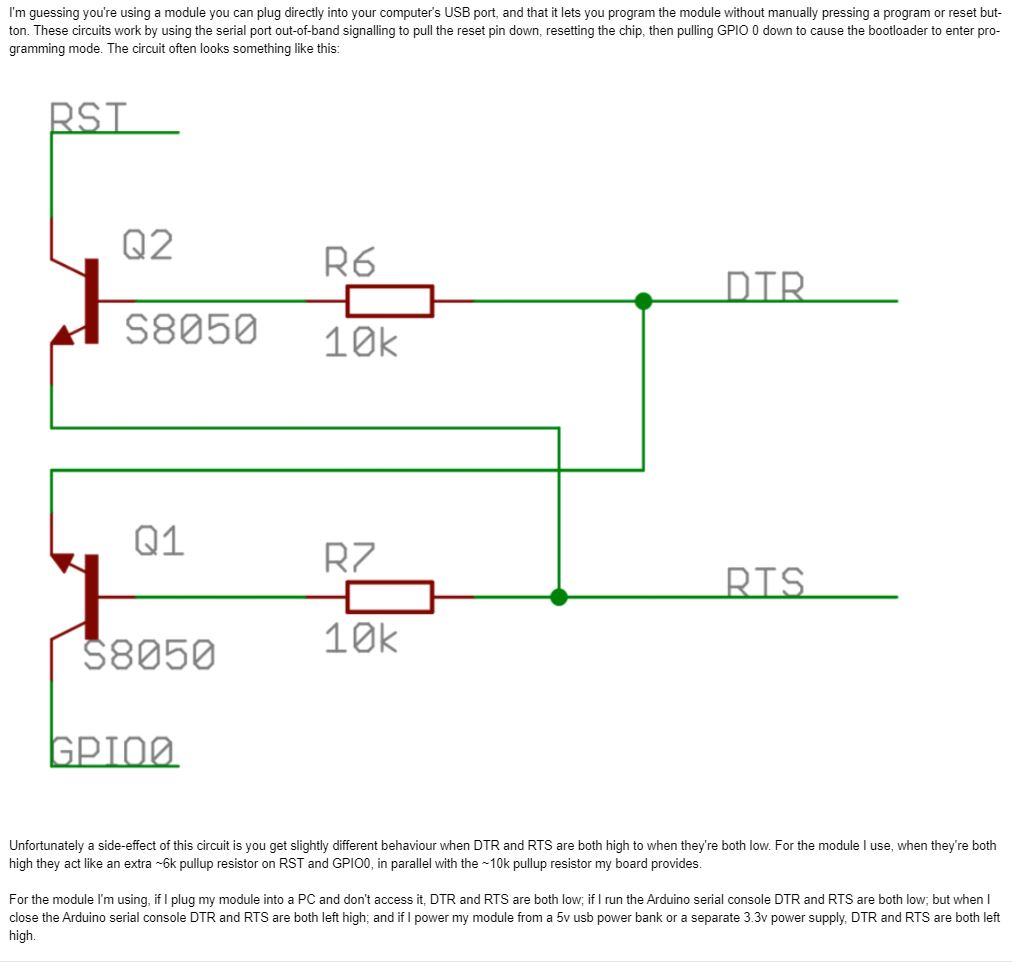 I'm guessing you're using a module you can plug directly into your computer's USB port, and that it lets you program the module without manually pressing a program or reset but-
ton. These circuits work by using the serial port out-of-band signalling to pull the reset pin down, resetting the chip, then pulling GPIO 0 down to cause the bootloader to enter pro-
gramming mode. The circuit often looks something like this:
RST
Q2
R6
DTR
S8050
10k
Q1
R7
RTS
S8050
10k
GPIO0
Unfortunately a side-effect of this circuit is you get slightly different behaviour when DTR and RTS are both high to when they're both low. For the module I use, when they're both
high they act like an extra ~6k pullup resistor on RST and GPIO0, in parallel with the ~10k pullup resistor my board provides.
For the module I'm using, if I plug my module into a PC and don't access it, DTR and RTS are both low; if I run the Arduino serial console DTR and RTS are both low; but when I
close the Arduino serial console DTR and RTS are both left high; and if I power my module from a 5v usb power bank or a separate 3.3v power supply, DTR and RTS are both left
high.